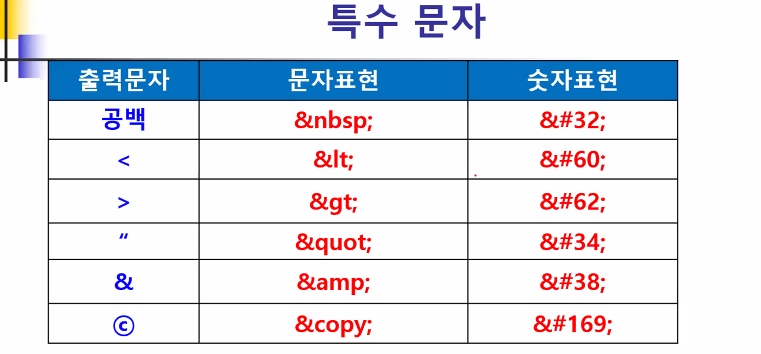 특수 문자
출력문자 문자표현 숫자표현
공백 &nbsp; &#32;
< &lt; &#60;
> &gt; &#62;
“ &quot; &#34;
& &amp; &#38;
ⓒ &copy; &#169;